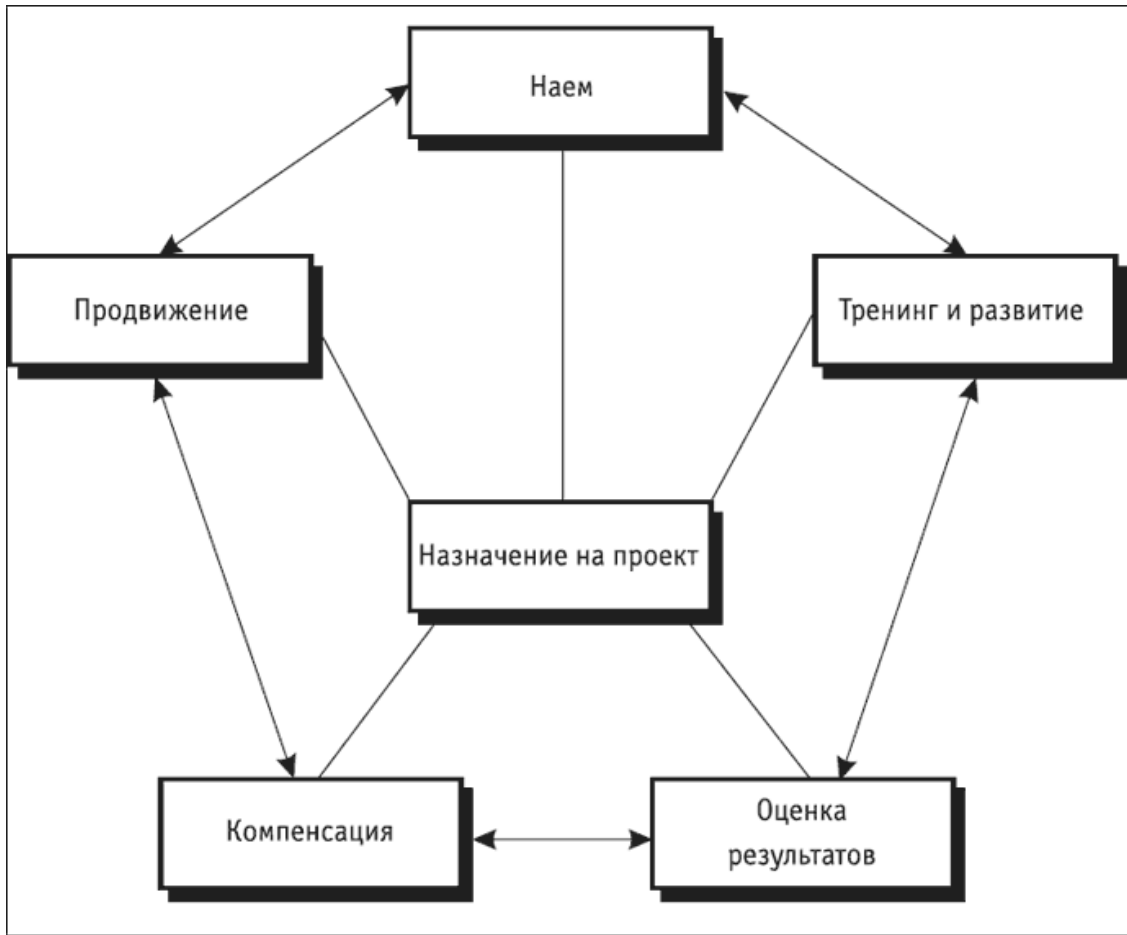 Наем
Продвижение
Тренинг и развитие
Назначение на проект
Компенсация
Оценка
результатов